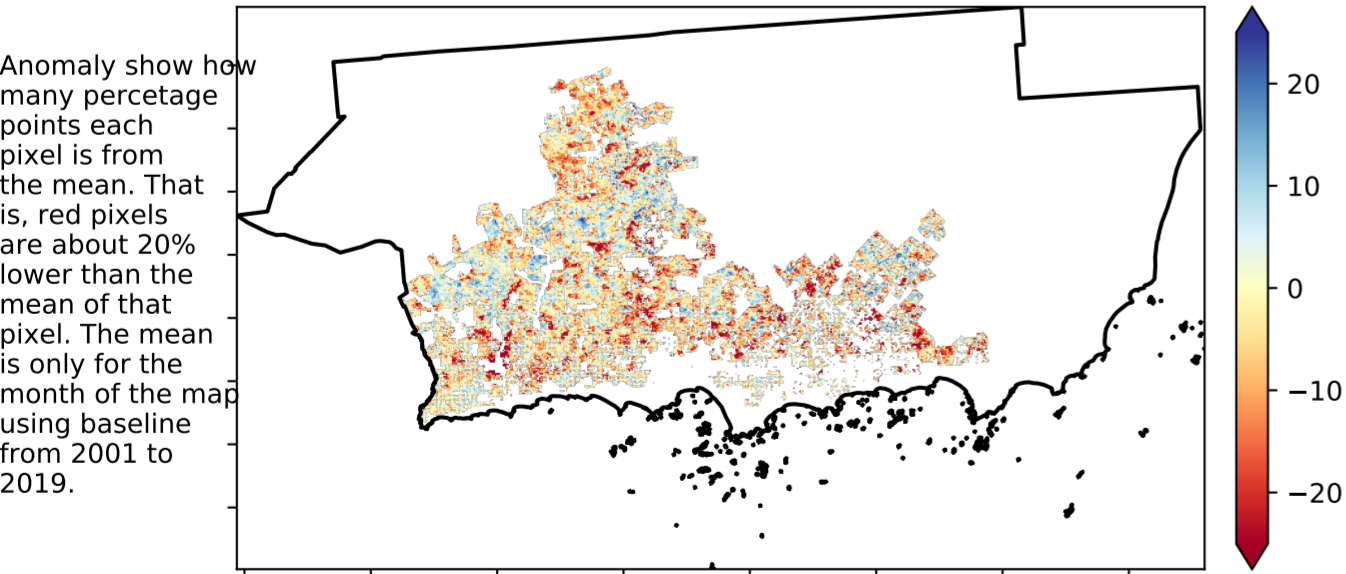 Anomaly show how
many percetage
points each
pixel is from
the mean. That
is, red pixels
are about 20%
lower than the
mean of that
pixel. The mean
is only for the
month of the map
using baseline
from 2001 to
2019.
20
10
0
−10
−20